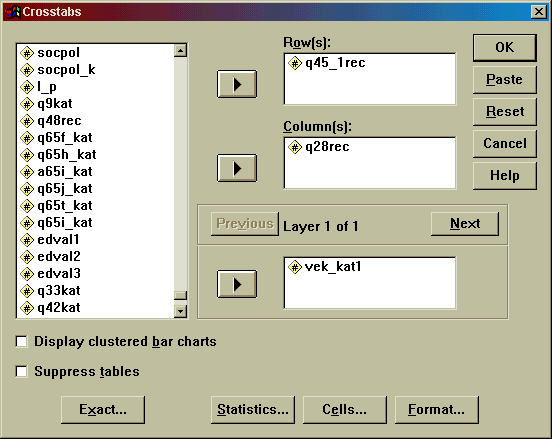 Crosstabs
socpol
socpol_k
l_p
q9kat
q48rec
q65f_kat
q65h_kat
a65i_kat
q65j_kat
q65t_kat
q65i_kat
edval1
edval2
edval3
q33kat
q42kat
Row(s):
q45_1rec
Column(s):
q28rec
Previous
Layer 1 of 1
Next
vek_kat1
OK
Paste
Reset
Cancel
Help
Display clustered bar charts
Suppress tables
Exact...
Statistics...
Cells...
Format...